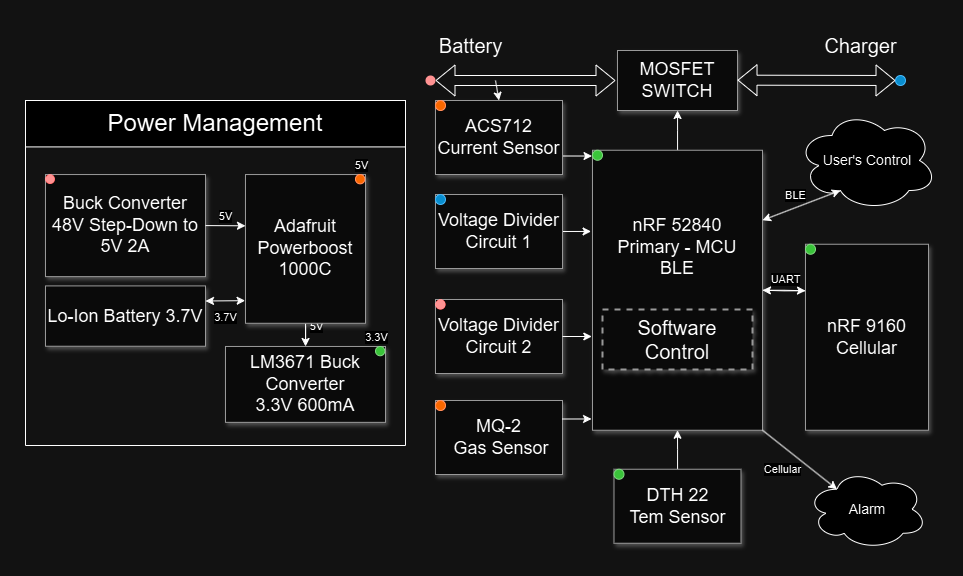 Battery
Charger
MOSFET
SWITCH
Power Management
ACS712
Current Sensor
User's Control
5V
Buck Converter
48V Step-Down to
5V 2A
5V
Adafruit
Powerboost
1000C
Voltage Divider
Circuit 1
nRF 52840
Primary - MCU
BLE
BLE
UART
Lo-Ion Battery 3.7V
3.7V
5V
3.3V
LM3671 Buck
Converter
3.3V 600mA
Voltage Divider
Circuit 2
Software
Control
nRF 9160
Cellular
MQ-2
Gas Sensor
Cellular
DTH 22
Tem Sensor
Alarm